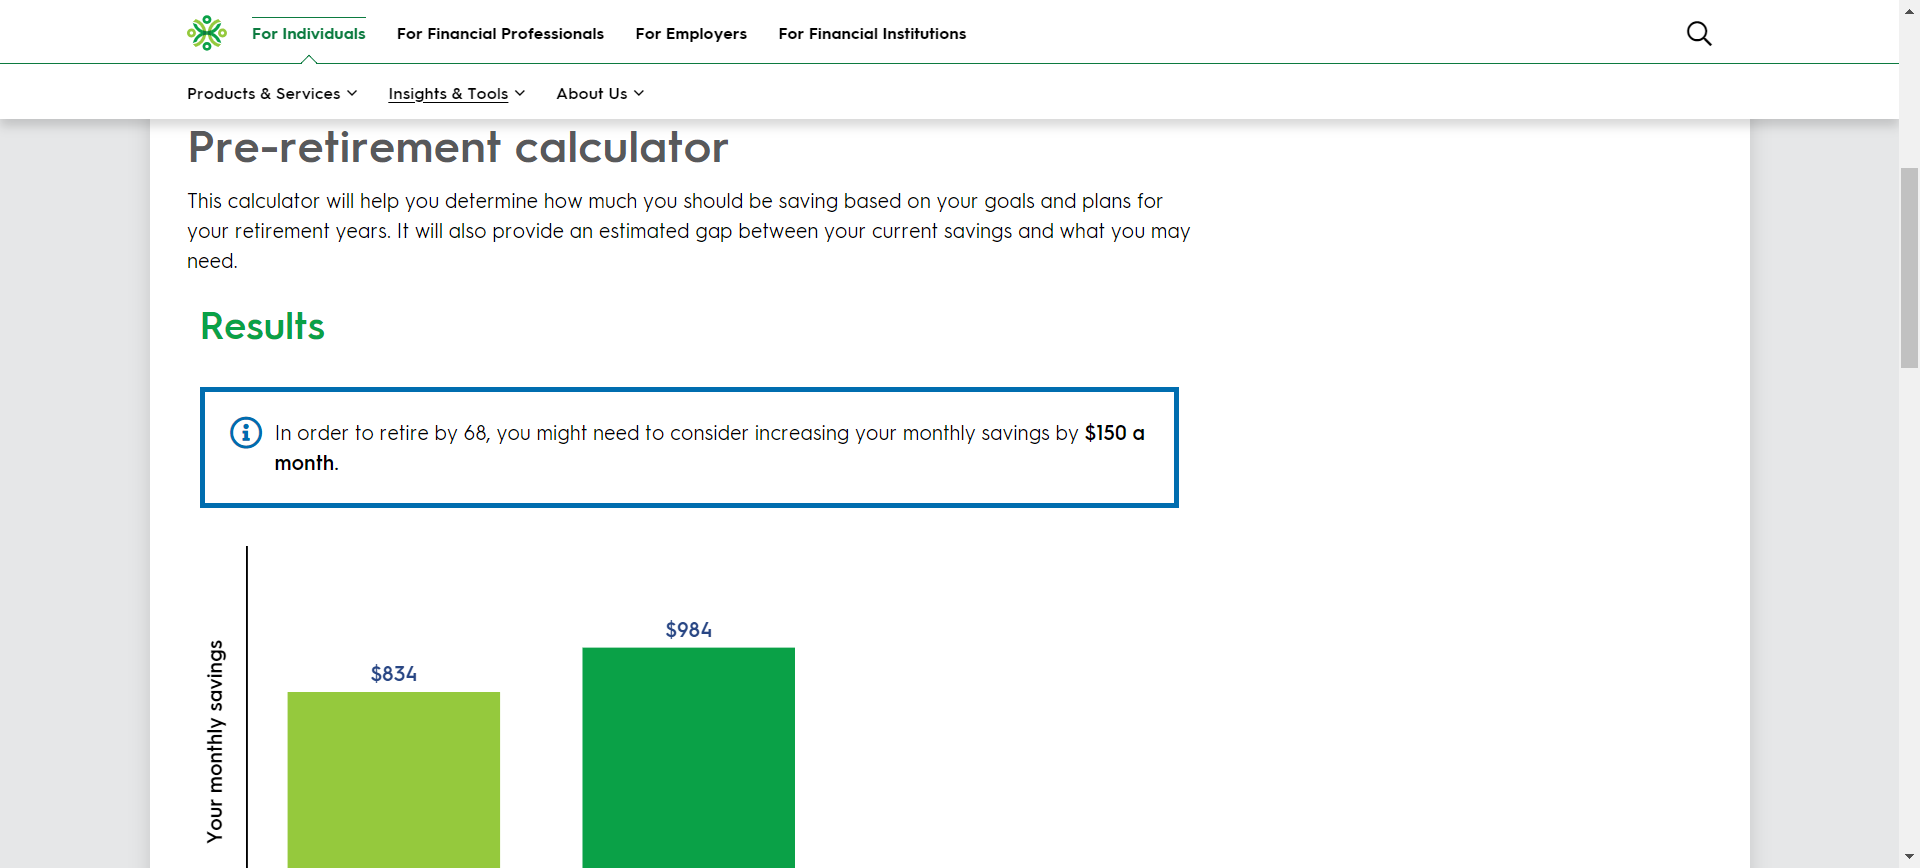 For Individuals For Financial Professionals For Employers For Financial Institutions
Products & Services Insights & Tools About Us
Pre-retirement calculator
This calculator will help you determine how much you should be saving based on your goals and plans for
your retirement years. It will also provide an estimated gap between your current savings and what you may
need.
Results
In order to retire by 68, you might need to consider increasing your monthly savings by $150 a
month.
$984
$834
Your monthly savings